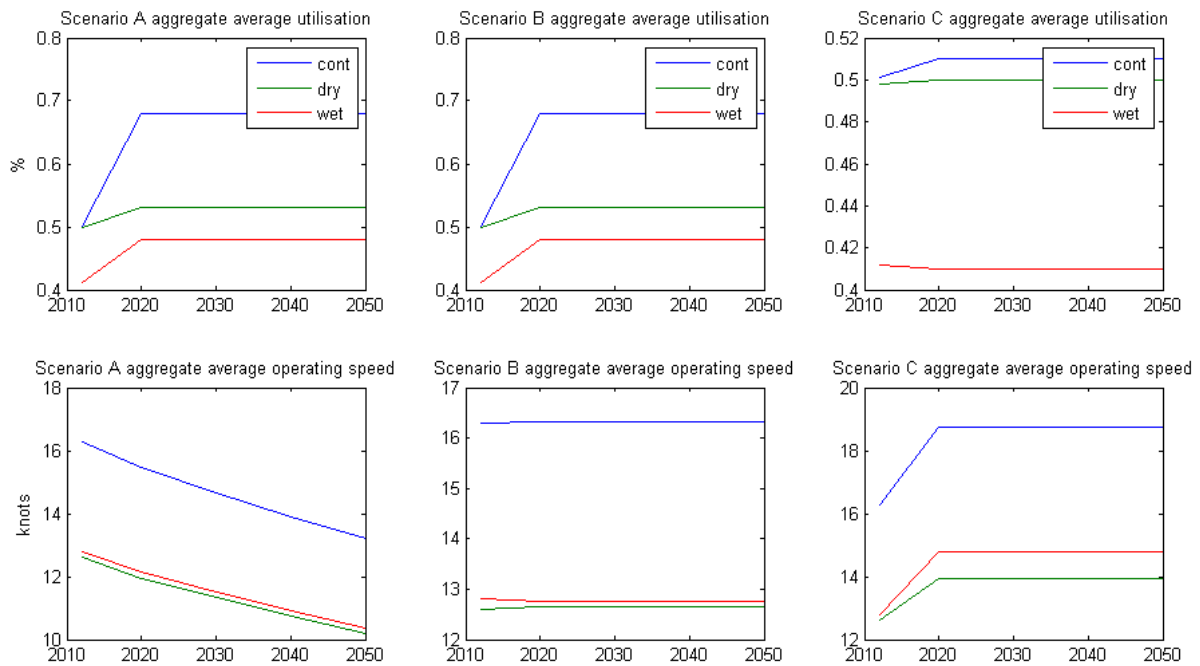 Scenario A aggregate average utilisation
0.8
0.7
0.6
0.5
0.4
%
2010 2020 2030 2040 2050
cont
dry
wet
Scenario B aggregate average utilisation
0.8
0.7
0.6
0.5
0.4
2010 2020 2030 2040 2050
cont
dry
wet
Scenario C aggregate average utilisation
0.52
0.5
0.48
0.46
0.44
0.42
0.4
2010 2020 2030 2040 2050
cont
dry
wet
Scenario A aggregate average operating speed
18
16
14
12
10
knots
2010 2020 2030 2040 2050
Scenario B aggregate average operating speed
17
16
15
14
13
12
2010 2020 2030 2040 2050
Scenario C aggregate average operating speed
20
18
16
14
12
2010 2020 2030 2040 2050